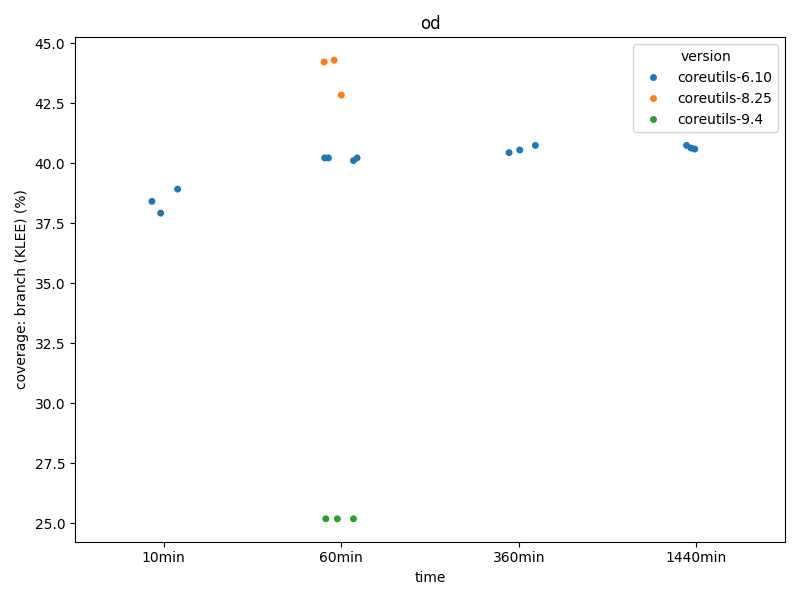 od
version
coreutils-6.10
coreutils-8.25
coreutils-9.4
coverage: branch (KLEE) (%)
45.0
42.5
40.0
37.5
35.0
32.5
30.0
27.5
25.0
10min
60min
360min
1440min
time